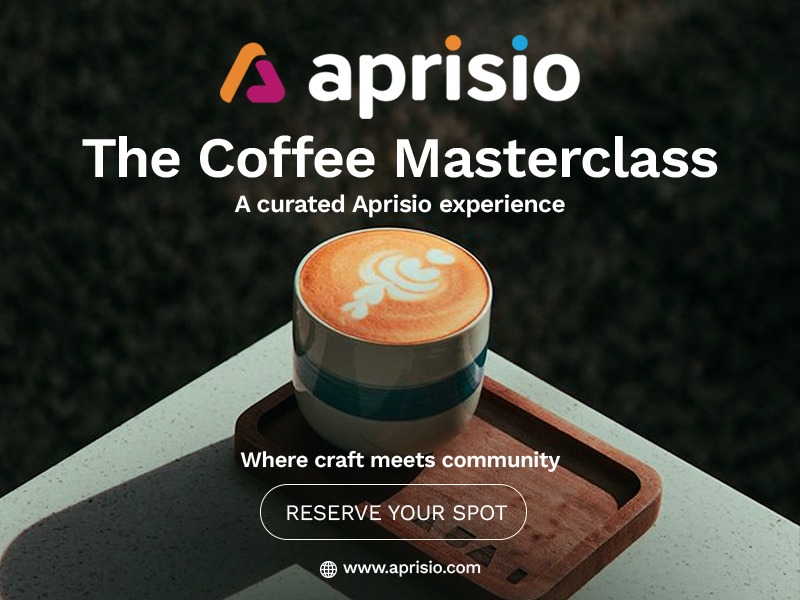 aprisio
The Coffee Masterclass
A curated Aprisio experience
Where craft meets community
RESERVE YOUR SPOT
www.aprisio.com